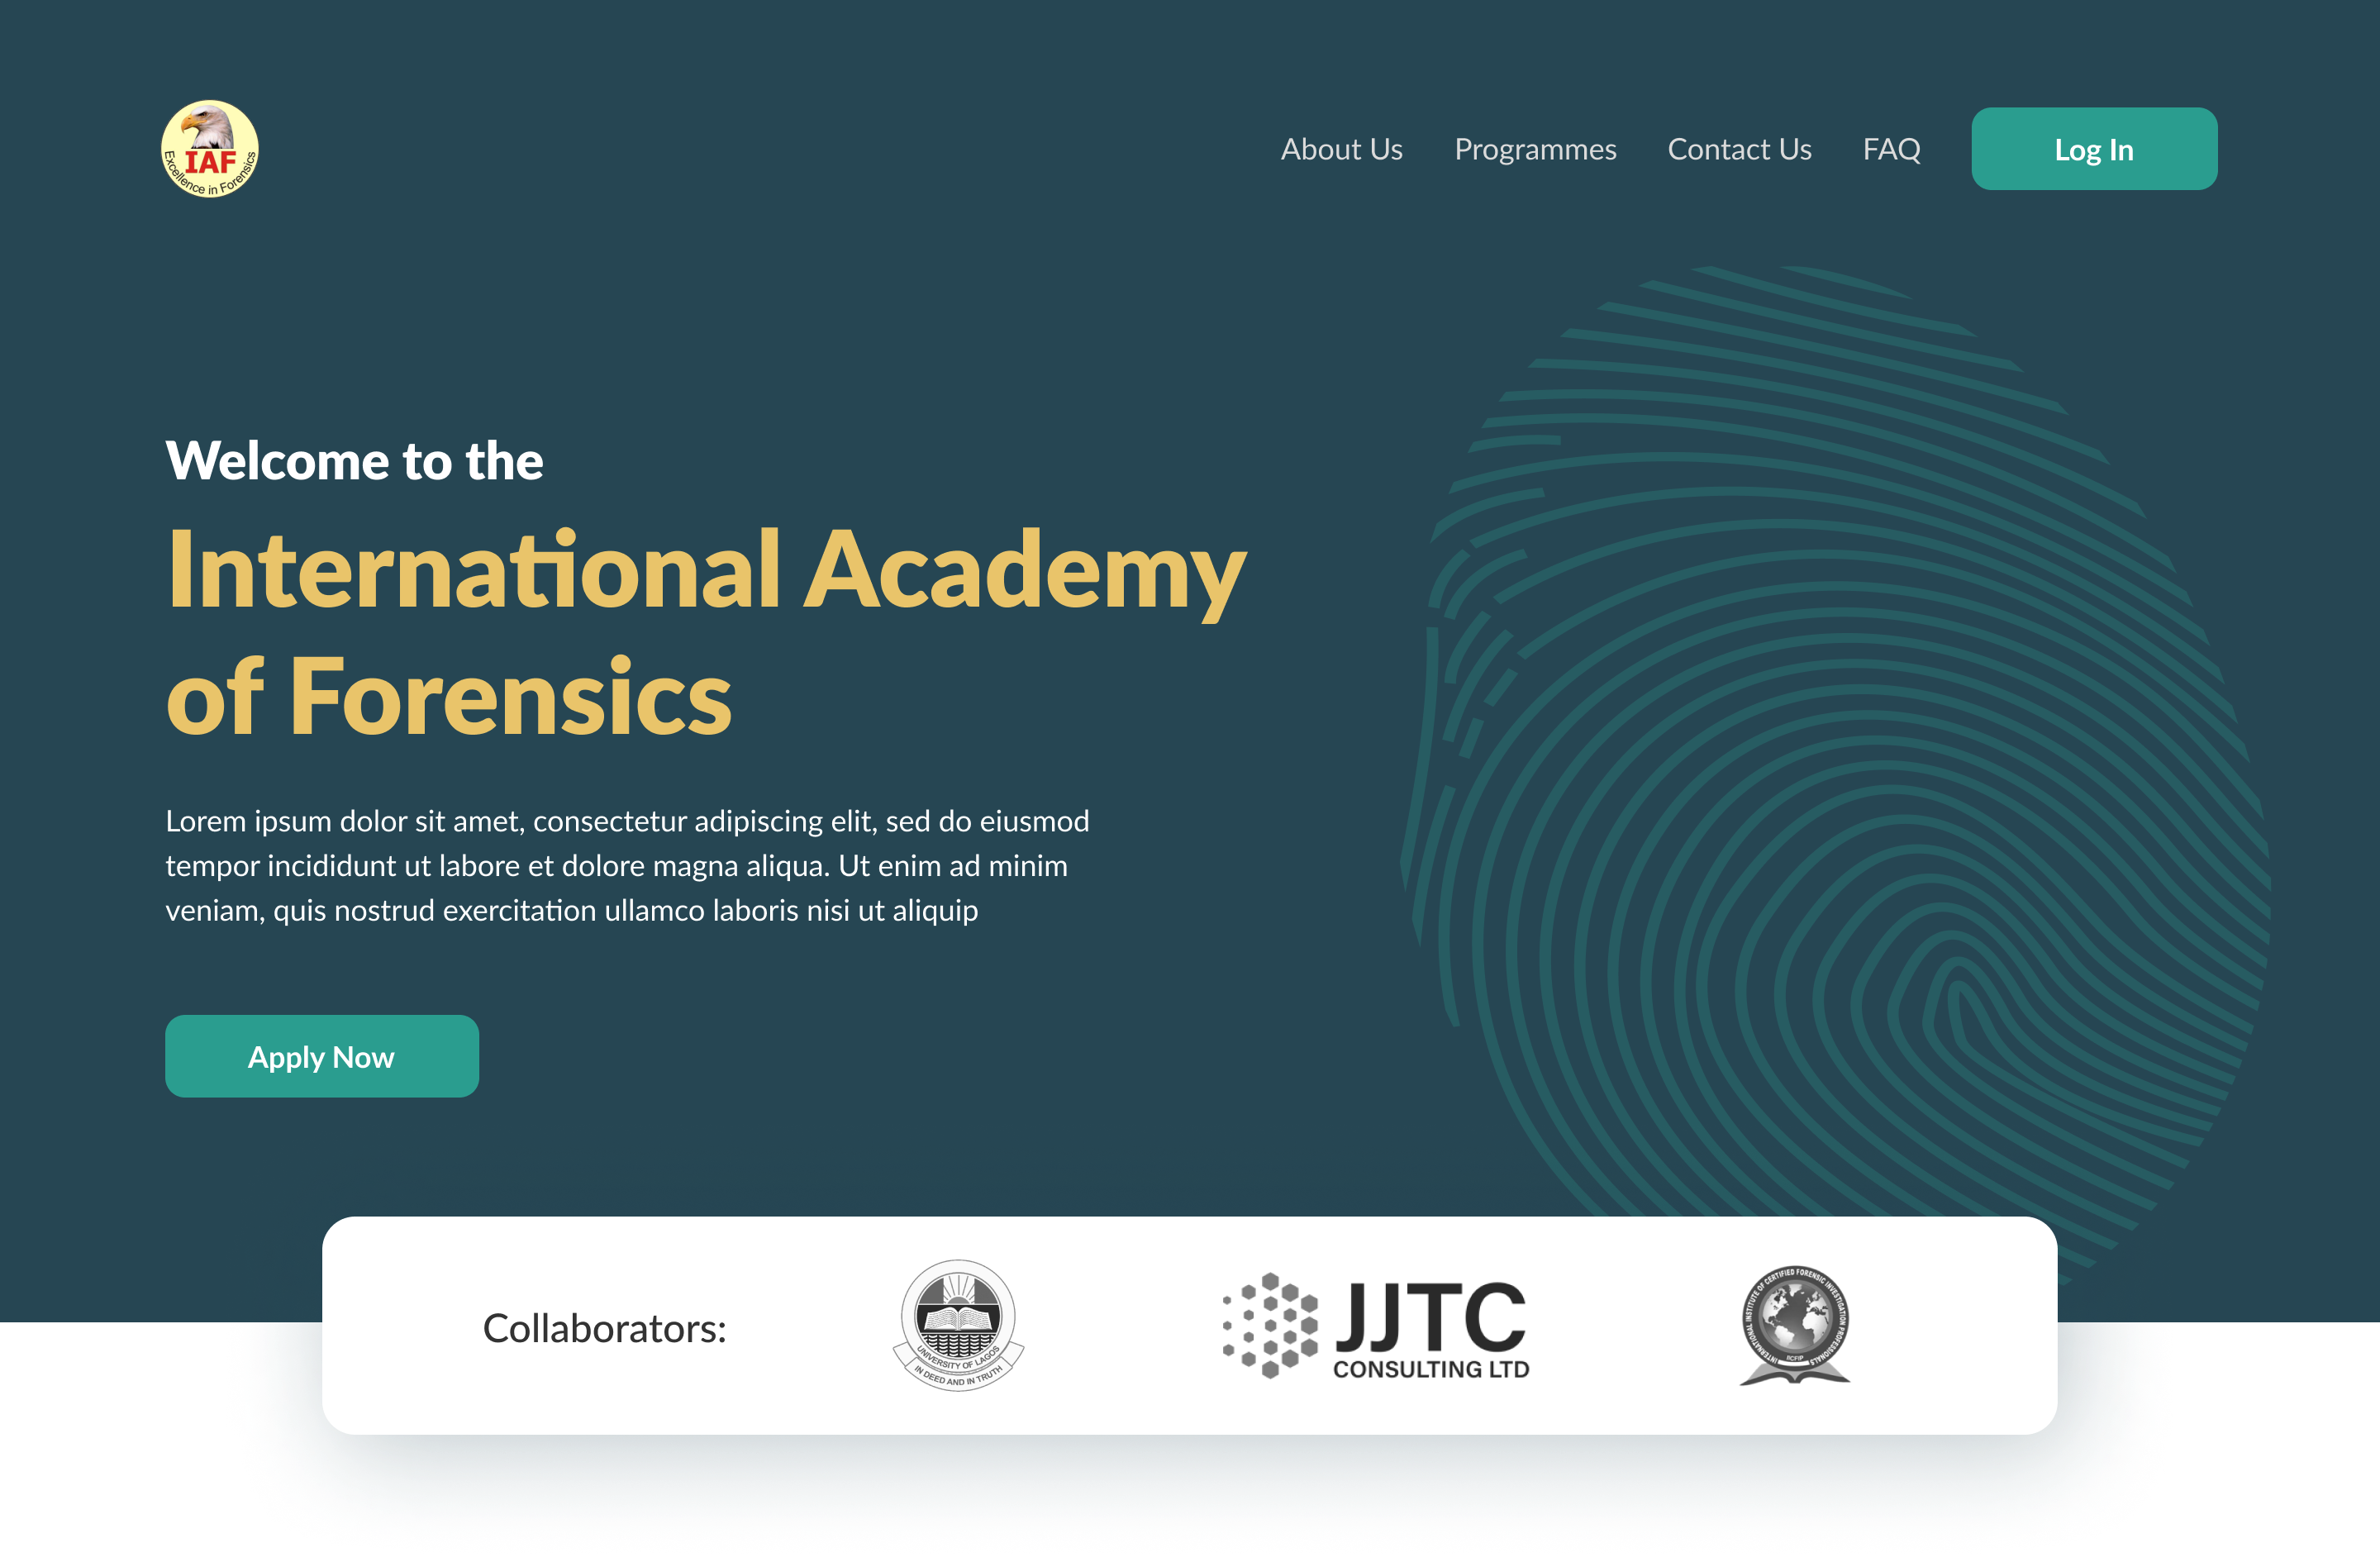 IAF
Excellence in Forensics
About Us
Programmes
Contact Us
FAQ
Log In
Welcome to the
International Academy
of Forensics
Lorem ipsum dolor sit amet, consectetur adipiscing elit, sed do eiusmod
tempor incididunt ut labore et dolore magna aliqua. Ut enim ad minim
veniam, quis nostrud exercitation ullamco laboris nisi ut aliquip
Apply Now
Collaborators:
UNIVERSITY OF LAGOS
IN DEED AND IN TRUTH
JJTC
CONSULTING LTD
INTERNATIONAL INSTITUTE OF CERTIFIED FORENSIC INVESTIGATION PROFESSIONALS
IICFIP